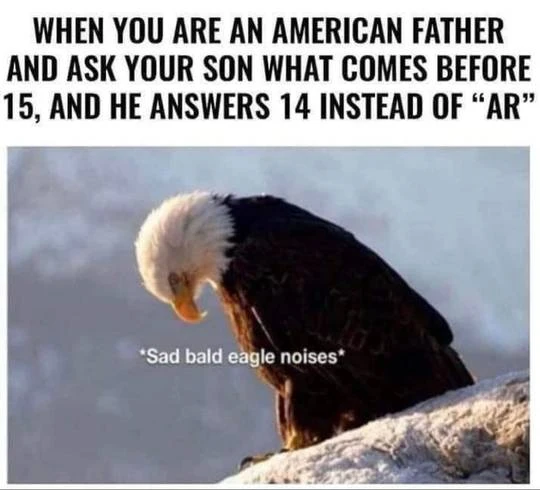 WHEN YOU ARE AN AMERICAN FATHER
AND ASK YOUR SON WHAT COMES BEFORE
15, AND HE ANSWERS 14 INSTEAD OF “AR”
*Sad bald eagle noises*